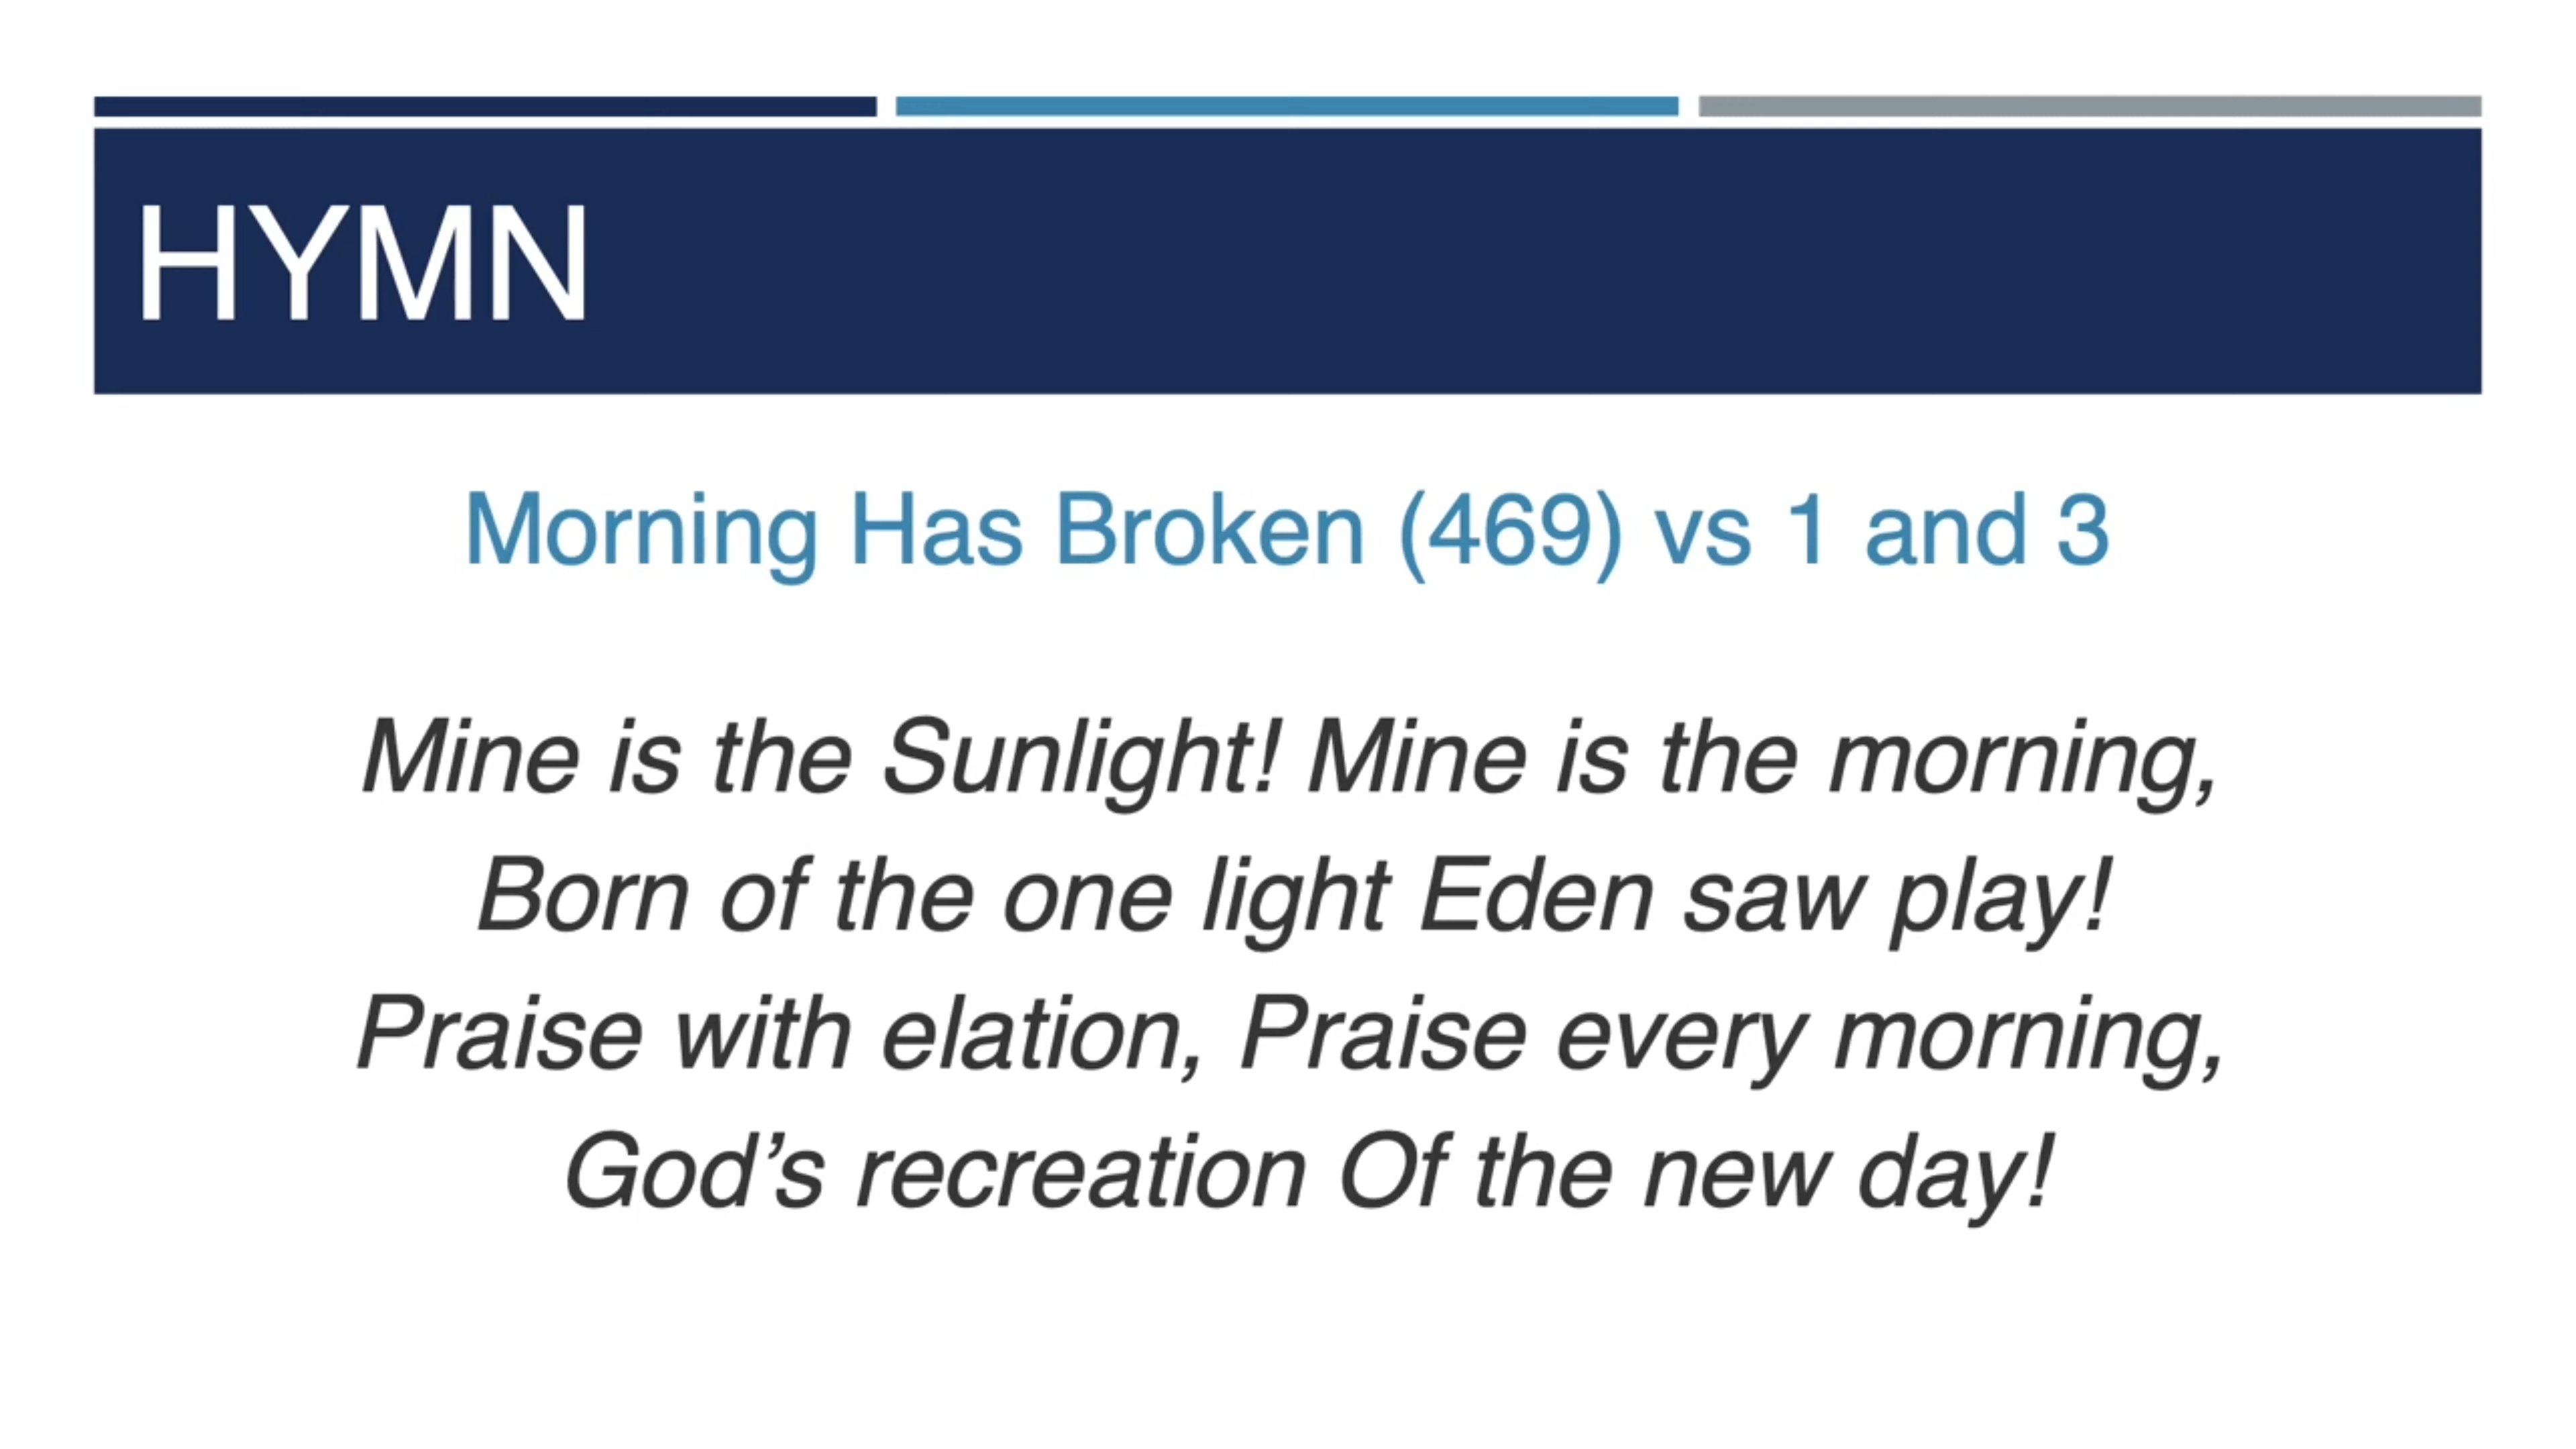 HYMN
Morning Has Broken (469) vs 1 and 3
Mine is the Sunlight! Mine is the morning,
Born of the one light Eden saw play!
Praise with elation, Praise every morning,
God’s recreation Of the new day!